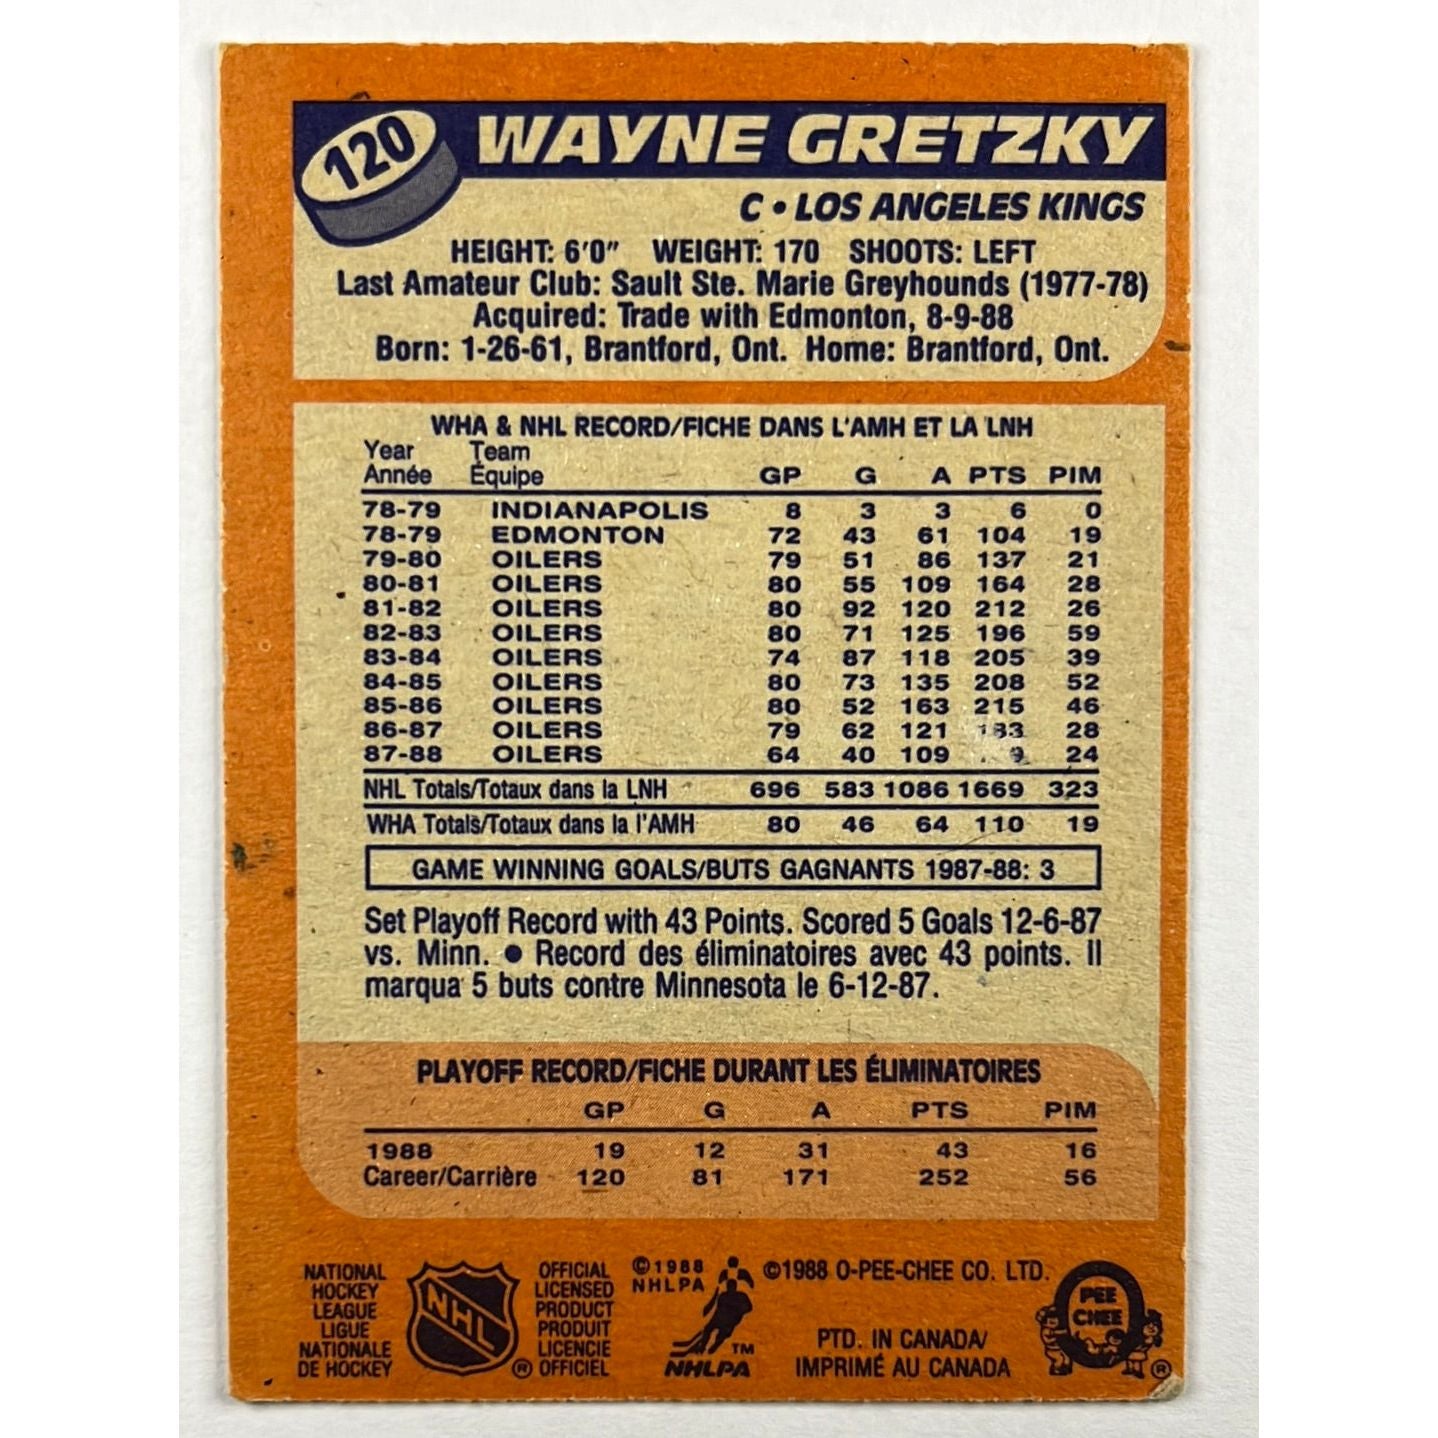 120
WAYNE GRETZKY
C • LOS ANGELES KINGS
HEIGHT: 6'0" WEIGHT: 170 SHOOTS: LEFT
Last Amateur Club: Sault Ste. Marie Greyhounds (1977-78)
Acquired: Trade with Edmonton, 8-9-88
Born: 1-26-61, Brantford, Ont. Home: Brantford, Ont.
WHA & NHL RECORD/FICHE DANS L'AMH ET LA LNH
Year Team
Année Équipe GP G A PTS PIM
78-79 INDIANAPOLIS 8 3 3 6 0
78-79 EDMONTON 72 43 61 104 19
79-80 OILERS 79 51 86 137 21
80-81 OILERS 80 55 109 164 28
81-82 OILERS 80 92 120 212 26
82-83 OILERS 80 71 125 196 59
83-84 OILERS 74 87 118 205 39
84-85 OILERS 80 73 135 208 52
85-86 OILERS 80 52 163 215 46
86-87 OILERS 79 62 121 183 28
87-88 OILERS 64 40 109 24
NHL Totals/Totaux dans la LNH 696 583 1086 1669 323
WHA Totals/Totaux dans la l'AMH 80 46 64 110 19
GAME WINNING GOALS/BUTS GAGNANTS 1987-88: 3
Set Playoff Record with 43 Points. Scored 5 Goals 12-6-87
vs. Minn. ● Record des éliminatoires avec 43 points. Il
marqua 5 buts contre Minnesota le 6-12-87.
PLAYOFF RECORD/FICHE DURANT LES ÉLIMINATOIRES
GP G A PTS PIM
1988 19 12 31 43 16
Career/Carrière 120 81 171 252 56
NATIONAL
HOCKEY
LEAGUE
LIGUE
NATIONALE
DE HOCKEY
NHL
®
OFFICIAL
LICENSED
PRODUCT
PRODUIT
LICENCIE
OFFICIEL
©1988
NHLPA
TM
NHLPA
©1988 O-PEE-CHEE CO. LTD.
PTD. IN CANADA/
IMPRIMÉ AU CANADA
O
PEE
CHEE
®